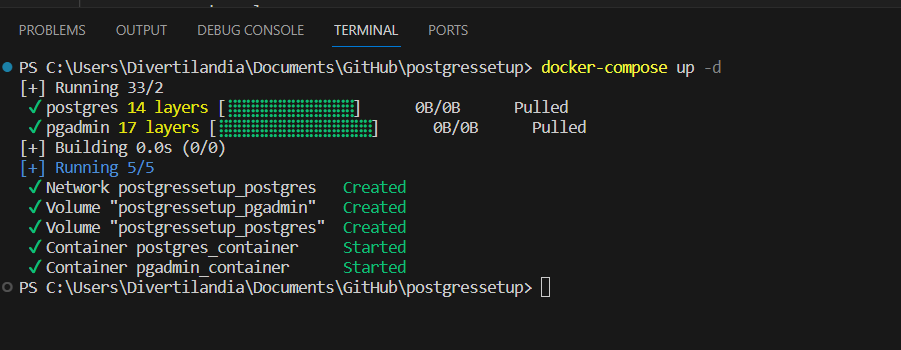 PROBLEMS OUTPUT DEBUG CONSOLE TERMINAL PORTS
PS C:\Users\Divertilandia\Documents\GitHub\postgressetup> docker-compose up -d
[+] Running 33/2
✓ postgres 14 layers [⣿⣿⣿⣿⣿⣿⣿⣿⣿⣿⣿⣿⣿⣿] 0B/0B Pulled
✓ pgadmin 17 layers [⣿⣿⣿⣿⣿⣿⣿⣿⣿⣿⣿⣿⣿⣿⣿⣿⣿] 0B/0B Pulled
[+] Building 0.0s (0/0)
[+] Running 5/5
✓ Network postgressetup_postgres Created
✓ Volume "postgressetup_pgadmin" Created
✓ Volume "postgressetup_postgres" Created
✓ Container postgres_container Started
✓ Container pgadmin_container Started
PS C:\Users\Divertilandia\Documents\GitHub\postgressetup>